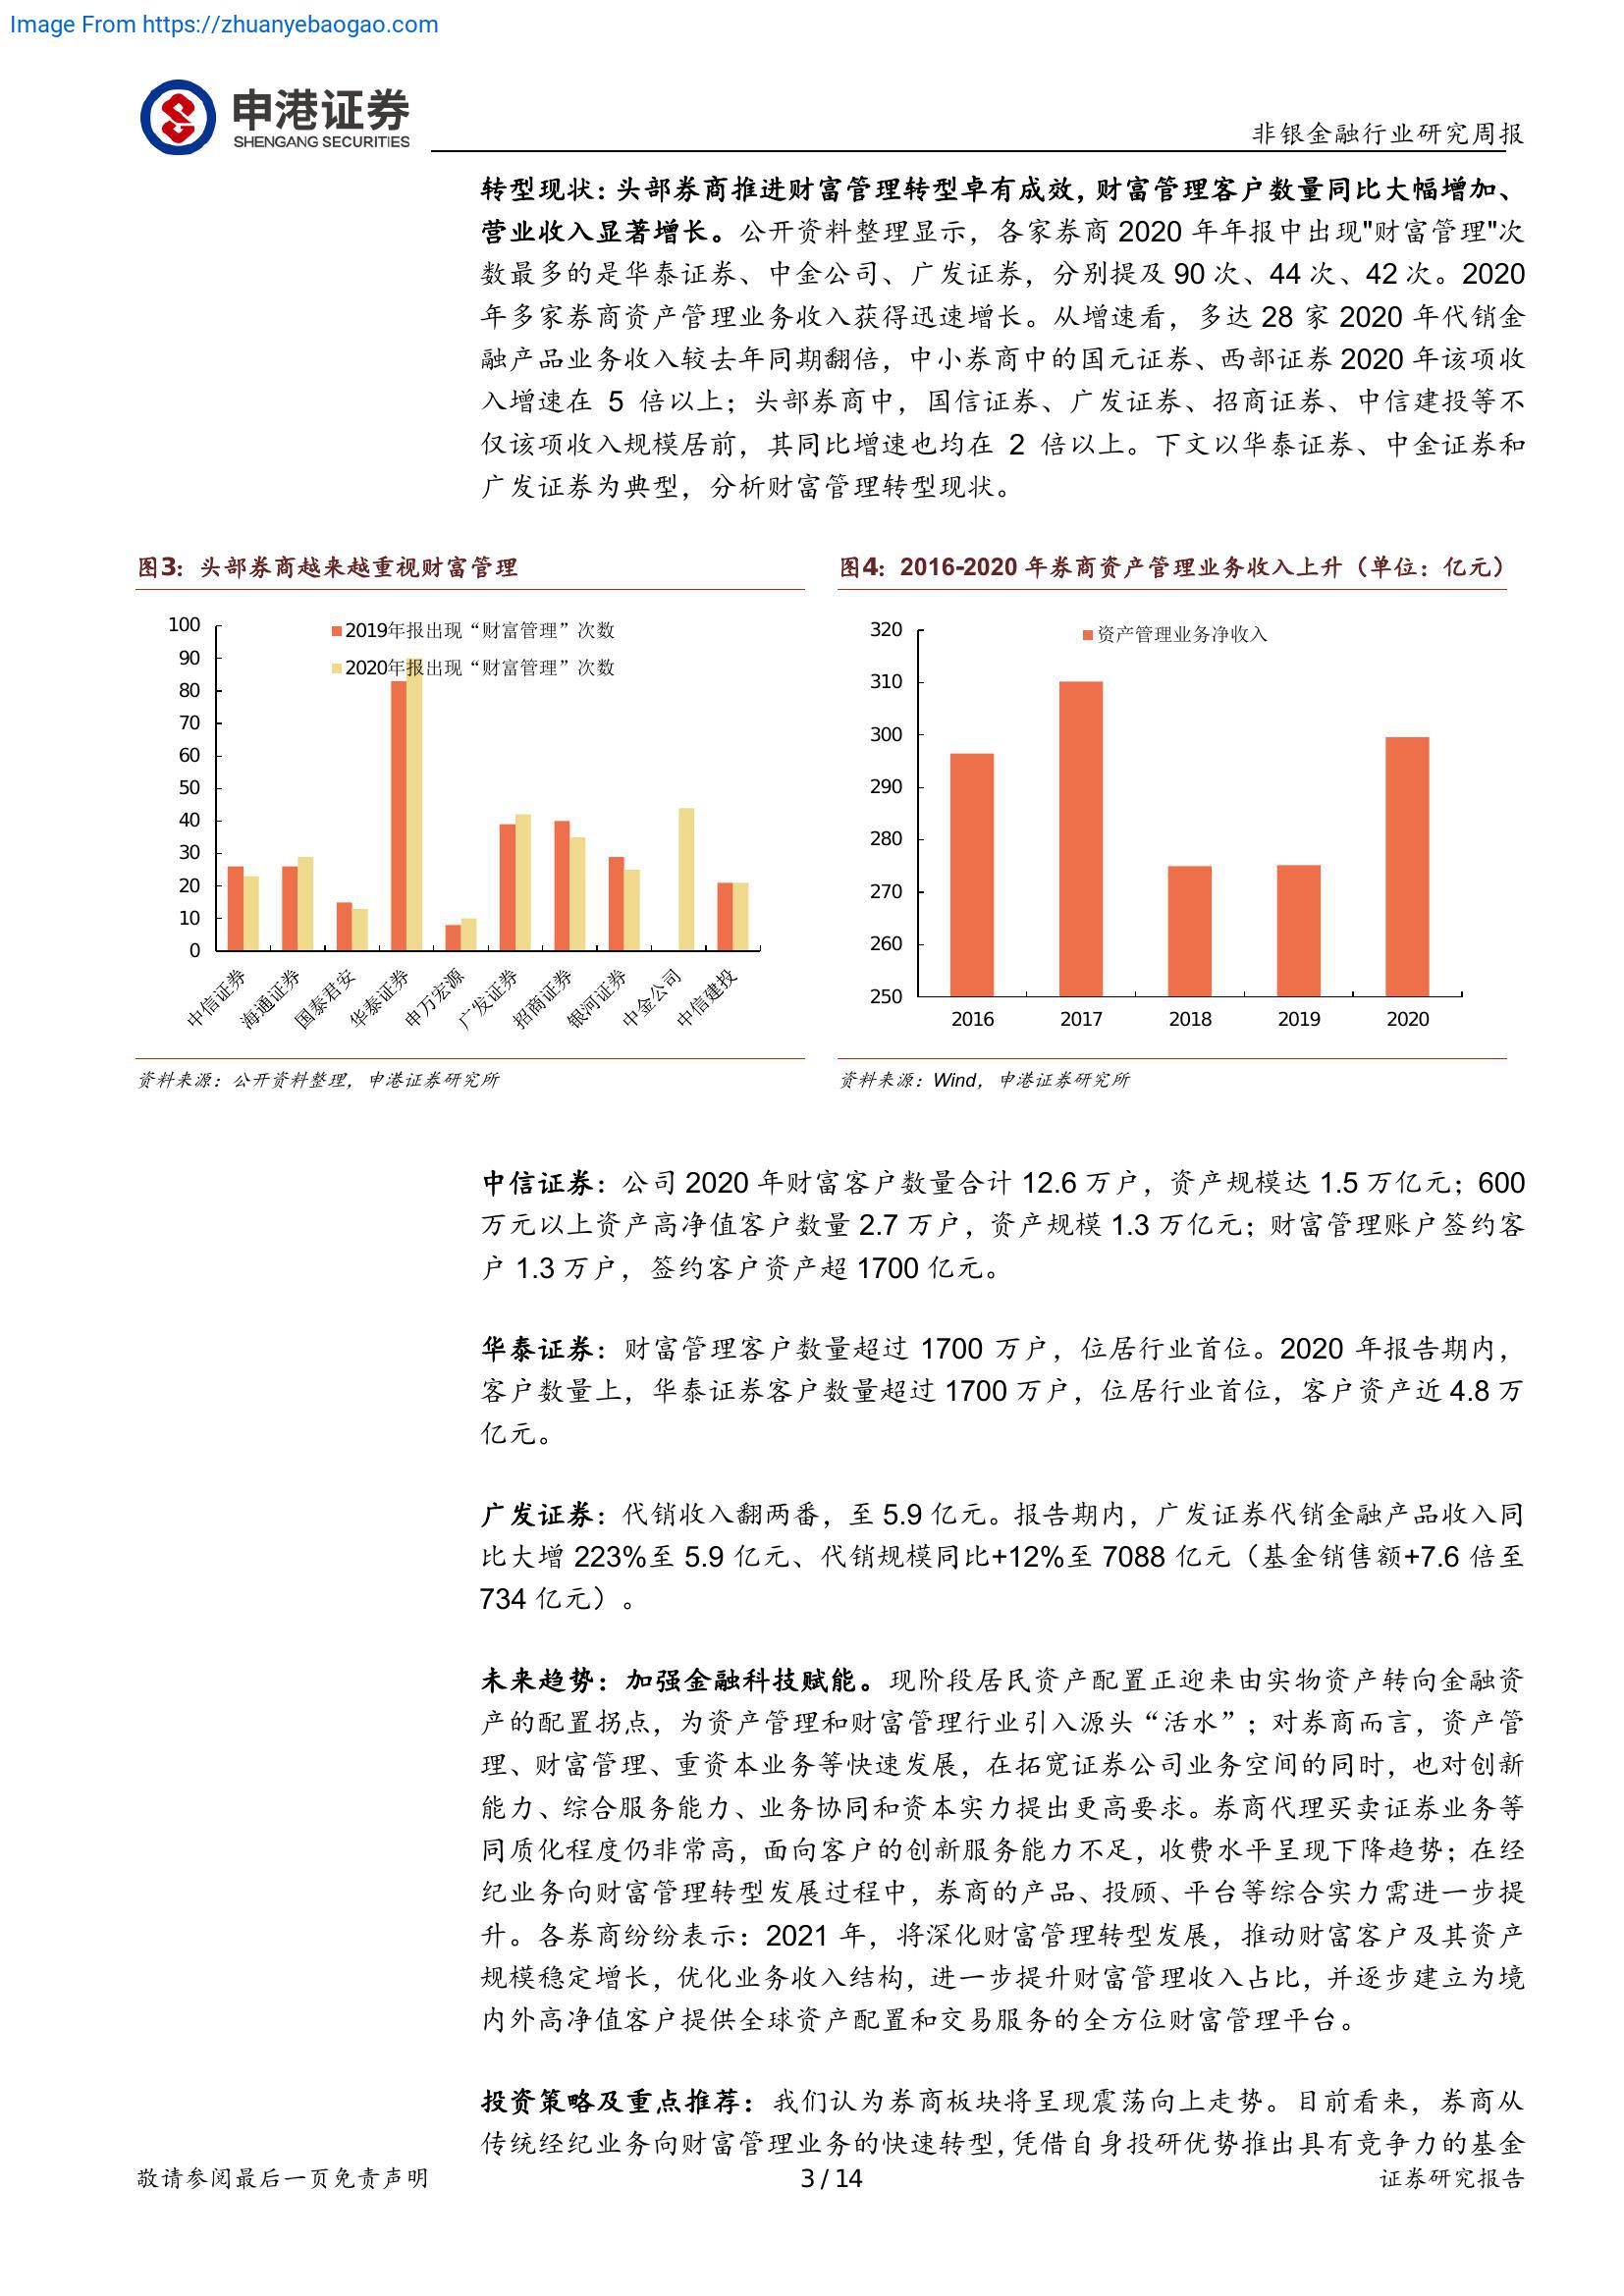 Image From https://zhuanyebaogao.com
申港证券
SHENGANG SECURITIES
非银金融行业研究周报
转型现状：头部券商推进财富管理转型卓有成效，财富管理客户数量同比大幅增加、
营业收入显著增长。公开资料整理显示，各家券商 2020 年年报中出现"财富管理"次
数最多的是华泰证券、中金公司、广发证券，分别提及 90 次、44 次、42 次。2020
年多家券商资产管理业务收入获得迅速增长。从增速看，多达 28 家 2020 年代销金
融产品业务收入较去年同期翻倍，中小券商中的国元证券、西部证券 2020 年该项收
入增速在 5 倍以上；头部券商中，国信证券、广发证券、招商证券、中信建投等不
仅该项收入规模居前，其同比增速也均在 2 倍以上。下文以华泰证券、中金证券和
广发证券为典型，分析财富管理转型现状。
图3：头部券商越来越重视财富管理
2019年报出现“财富管理”次数
2020年报出现“财富管理”次数
100
90
80
70
60
50
40
30
20
10
0
中信证券 海通证券 国泰君安 华泰证券 申万宏源 广发证券 招商证券 银河证券 中金公司 中信建投
资料来源：公开资料整理，申港证券研究所
图4：2016-2020 年券商资产管理业务收入上升（单位：亿元）
资产管理业务净收入
320
310
300
290
280
270
260
250
2016 2017 2018 2019 2020
资料来源：Wind，申港证券研究所
中信证券：公司 2020 年财富客户数量合计 12.6 万户，资产规模达 1.5 万亿元；600
万元以上资产高净值客户数量 2.7 万户，资产规模 1.3 万亿元；财富管理账户签约客
户 1.3 万户，签约客户资产超 1700 亿元。
华泰证券：财富管理客户数量超过 1700 万户，位居行业首位。2020 年报告期内，
客户数量上，华泰证券客户数量超过 1700 万户，位居行业首位，客户资产近 4.8 万
亿元。
广发证券：代销收入翻两番，至 5.9 亿元。报告期内，广发证券代销金融产品收入同
比大增 223%至 5.9 亿元、代销规模同比+12%至 7088 亿元（基金销售额+7.6 倍至
734 亿元）。
未来趋势：加强金融科技赋能。现阶段居民资产配置正迎来由实物资产转向金融资
产的配置拐点，为资产管理和财富管理行业引入源头“活水”；对券商而言，资产管
理、财富管理、重资本业务等快速发展，在拓宽证券公司业务空间的同时，也对创新
能力、综合服务能力、业务协同和资本实力提出更高要求。券商代理买卖证券业务等
同质化程度仍非常高，面向客户的创新服务能力不足，收费水平呈现下降趋势；在经
纪业务向财富管理转型发展过程中，券商的产品、投顾、平台等综合实力需进一步提
升。各券商纷纷表示：2021 年，将深化财富管理转型发展，推动财富客户及其资产
规模稳定增长，优化业务收入结构，进一步提升财富管理收入占比，并逐步建立为境
内外高净值客户提供全球资产配置和交易服务的全方位财富管理平台。
投资策略及重点推荐：我们认为券商板块将呈现震荡向上走势。目前看来，券商从
传统经纪业务向财富管理业务的快速转型，凭借自身投研优势推出具有竞争力的基金
敬请参阅最后一页免责声明
3 / 14
证券研究报告